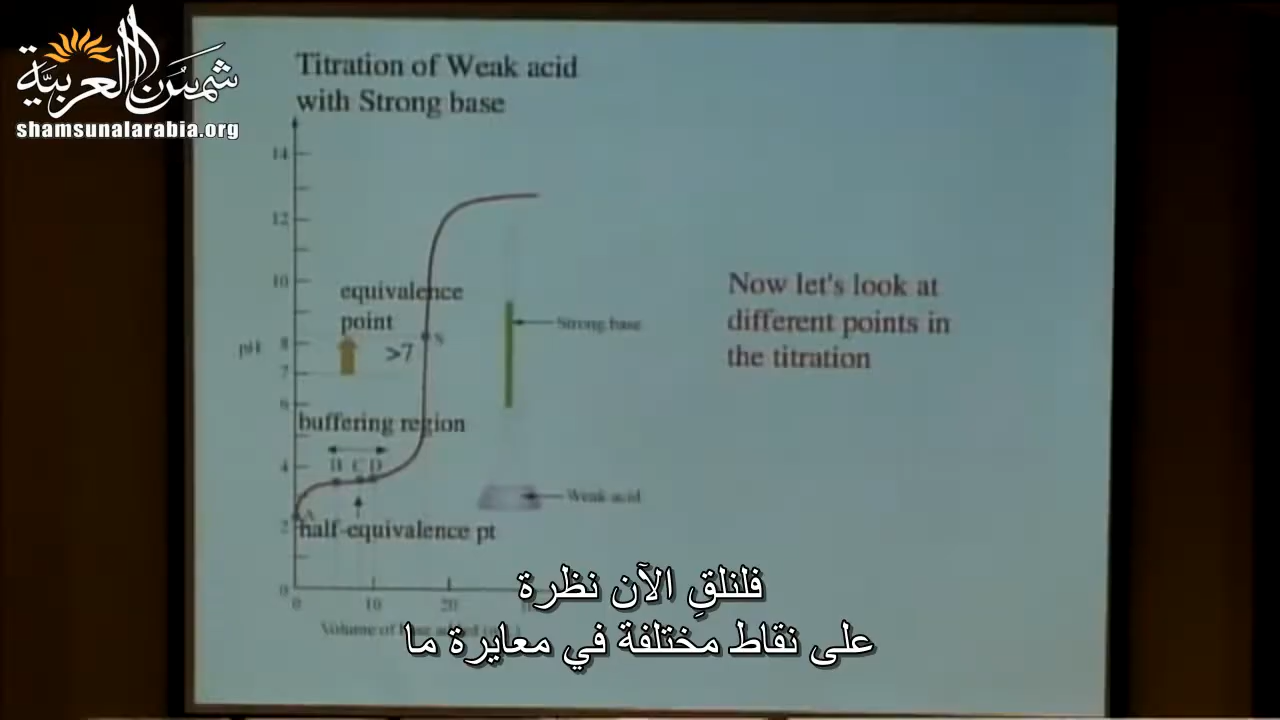 شمس العربية
shamsunalarabia.org
Titration of Weak acid
with Strong base
14
12
10
equivalence
point
Strong base
pH
8
S
>7
7
6
buffering region
4
B C D
Weak acid
A
2
half-equivalence pt
0
0 10 20
Volume of
Now let's look at
different points in
the titration
فلنلقِ الآن نظرة
على نقاط مختلفة في معايرة ما